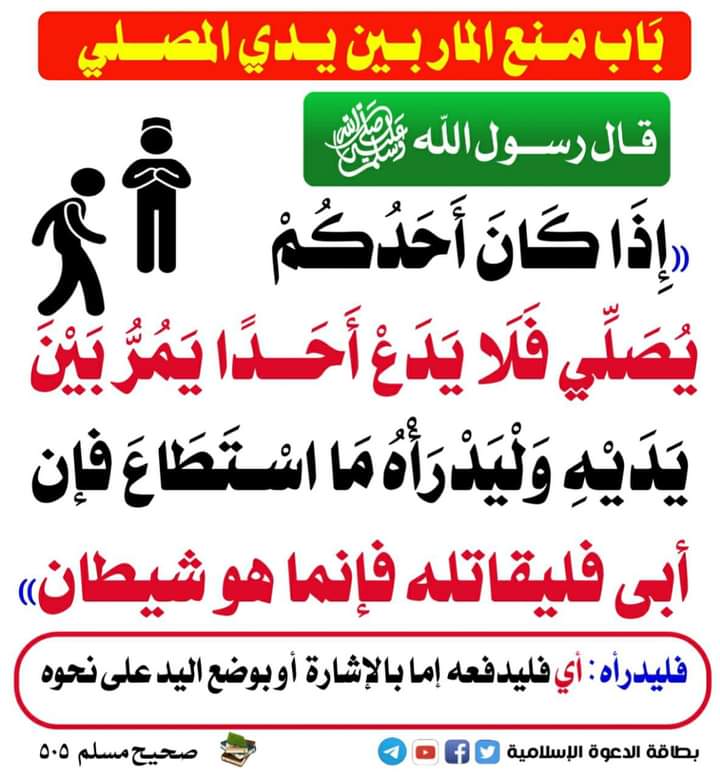 بَاب منع المار بين يدي المصلي
قال رسول الله ﷺ
«إِذَا كَانَ أَحَدُكُمْ
يُصَلِّي فَلَا يَدَعْ أَحَدًا يَمُرُّ بَيْنَ
يَدَيْهِ وَلْيَدْرَأْهُ مَا اسْتَطَاعَ فإن
أبى فليقاتله فإنما هو شيطان»
فليدرأه : أي فليدفعه إما بالإشارة أو بوضع اليد على نحوه
بطاقة الدعوة الإسلامية صحيح مسلم ٥٠٥